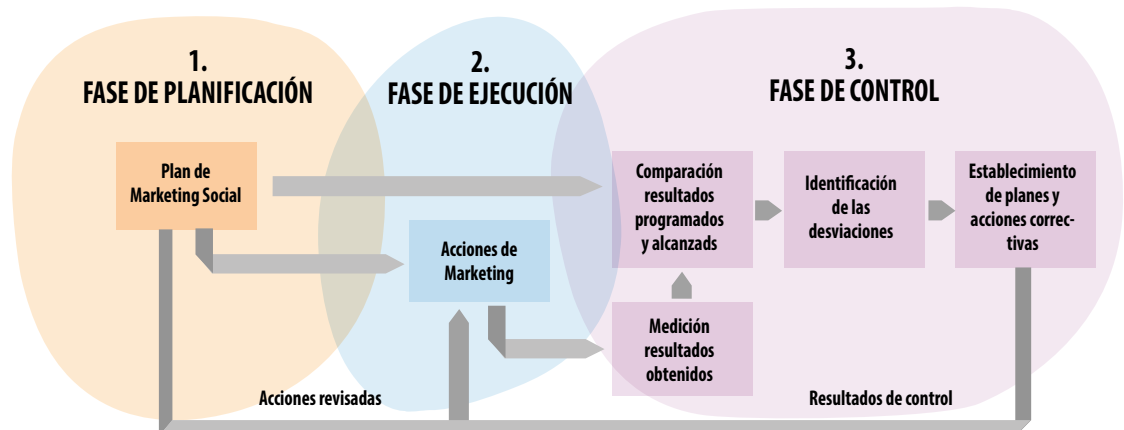 1.
FASE DE PLANIFICACIÓN
2.
FASE DE EJECUCIÓN
3.
FASE DE CONTROL
Plan de
Marketing Social
Acciones de
Marketing
Comparación
resultados
programados
y alcanzads
Identificación
de las
desviaciones
Establecimiento
de planes y
acciones correc-
tivas
Medición
resultados
obtenidos
Acciones revisadas
Resultados de control